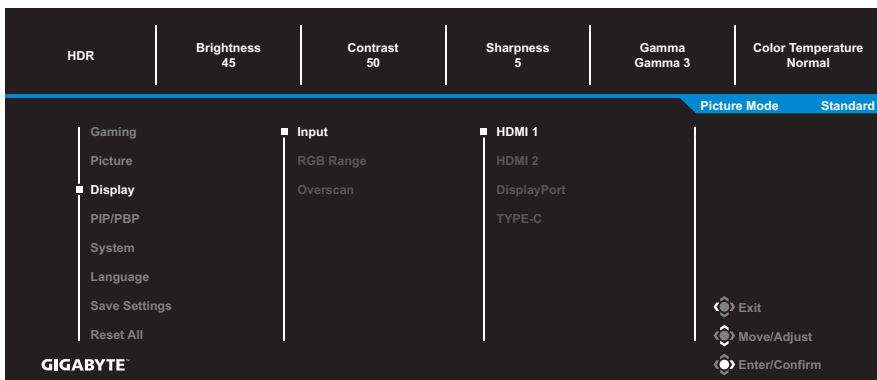 HDR
Brightness
45
Contrast
50
Sharpness
5
Gamma
Gamma 3
Color Temperature
Normal
Picture Mode Standard
Gaming
Picture
Display
PIP/PBP
System
Language
Save Settings
Reset All
Input
RGB Range
Overscan
HDMI 1
HDMI 2
DisplayPort
TYPE-C
Exit
Move/Adjust
Enter/Confirm
GIGABYTE™